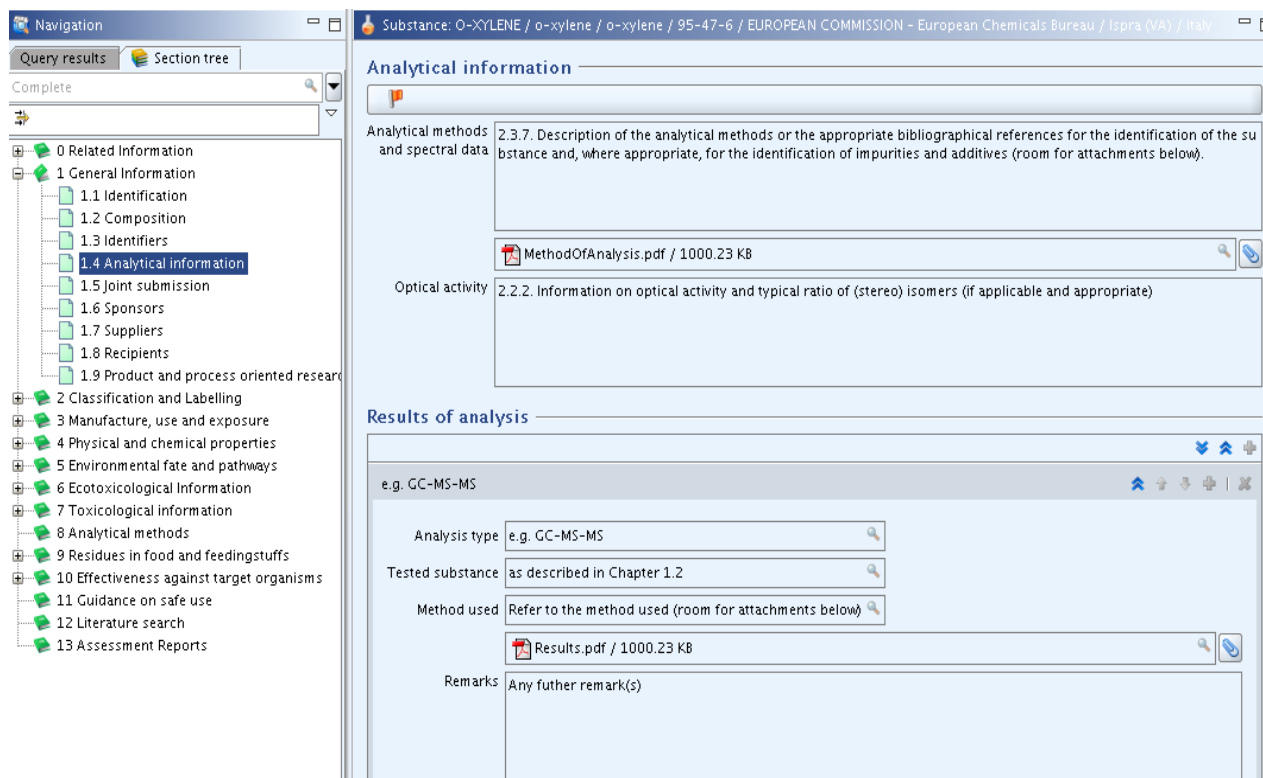 Navigation
Query results
Section tree
Complete
0 Related Information
1 General Information
1.1 Identification
1.2 Composition
1.3 Identifiers
1.4 Analytical information
1.5 Joint submission
1.6 Sponsors
1.7 Suppliers
1.8 Recipients
1.9 Product and process oriented researc
2 Classification and Labelling
3 Manufacture, use and exposure
4 Physical and chemical properties
5 Environmental fate and pathways
6 Ecotoxicological Information
7 Toxicological information
8 Analytical methods
9 Residues in food and feedingstuffs
10 Effectiveness against target organisms
11 Guidance on safe use
12 Literature search
13 Assessment Reports
Substance: O-XYLENE / o-xylene / o-xylene / 95-47-6 / EUROPEAN COMMISSION - European Chemicals Bureau / Ispra (VA) / Italy
Analytical information
Analytical methods
and spectral data
2.3.7. Description of the analytical methods or the appropriate bibliographical references for the identification of the su
bstance and, where appropriate, for the identification of impurities and additives (room for attachments below).
MethodOfAnalysis.pdf / 1000.23 KB
Optical activity
2.2.2. Information on optical activity and typical ratio of (stereo) isomers (if applicable and appropriate)
Results of analysis
e.g. GC-MS-MS
Analysis type
e.g. GC-MS-MS
Tested substance
as described in Chapter 1.2
Method used
Refer to the method used (room for attachments below)
Results.pdf / 1000.23 KB
Remarks
Any futher remark(s)